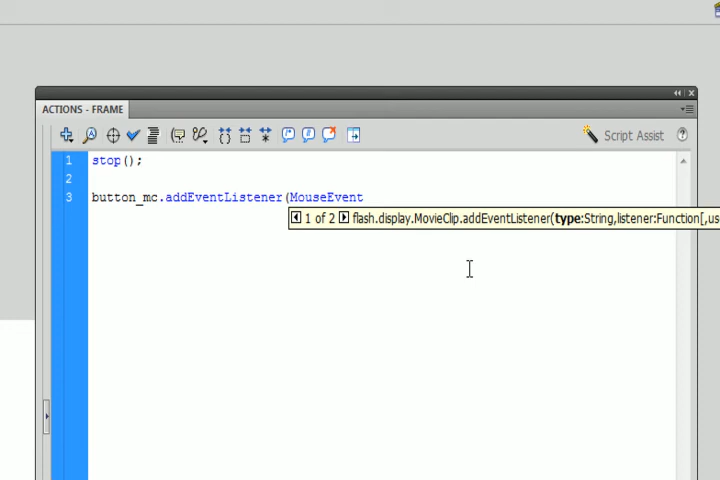 ACTIONS - FRAME
Script Assist
1 stop();
2
3 button_mc.addEventListener(MouseEvent
1 of 2 flash.display.MovieClip.addEventListener(type:String,listener:Function[,us